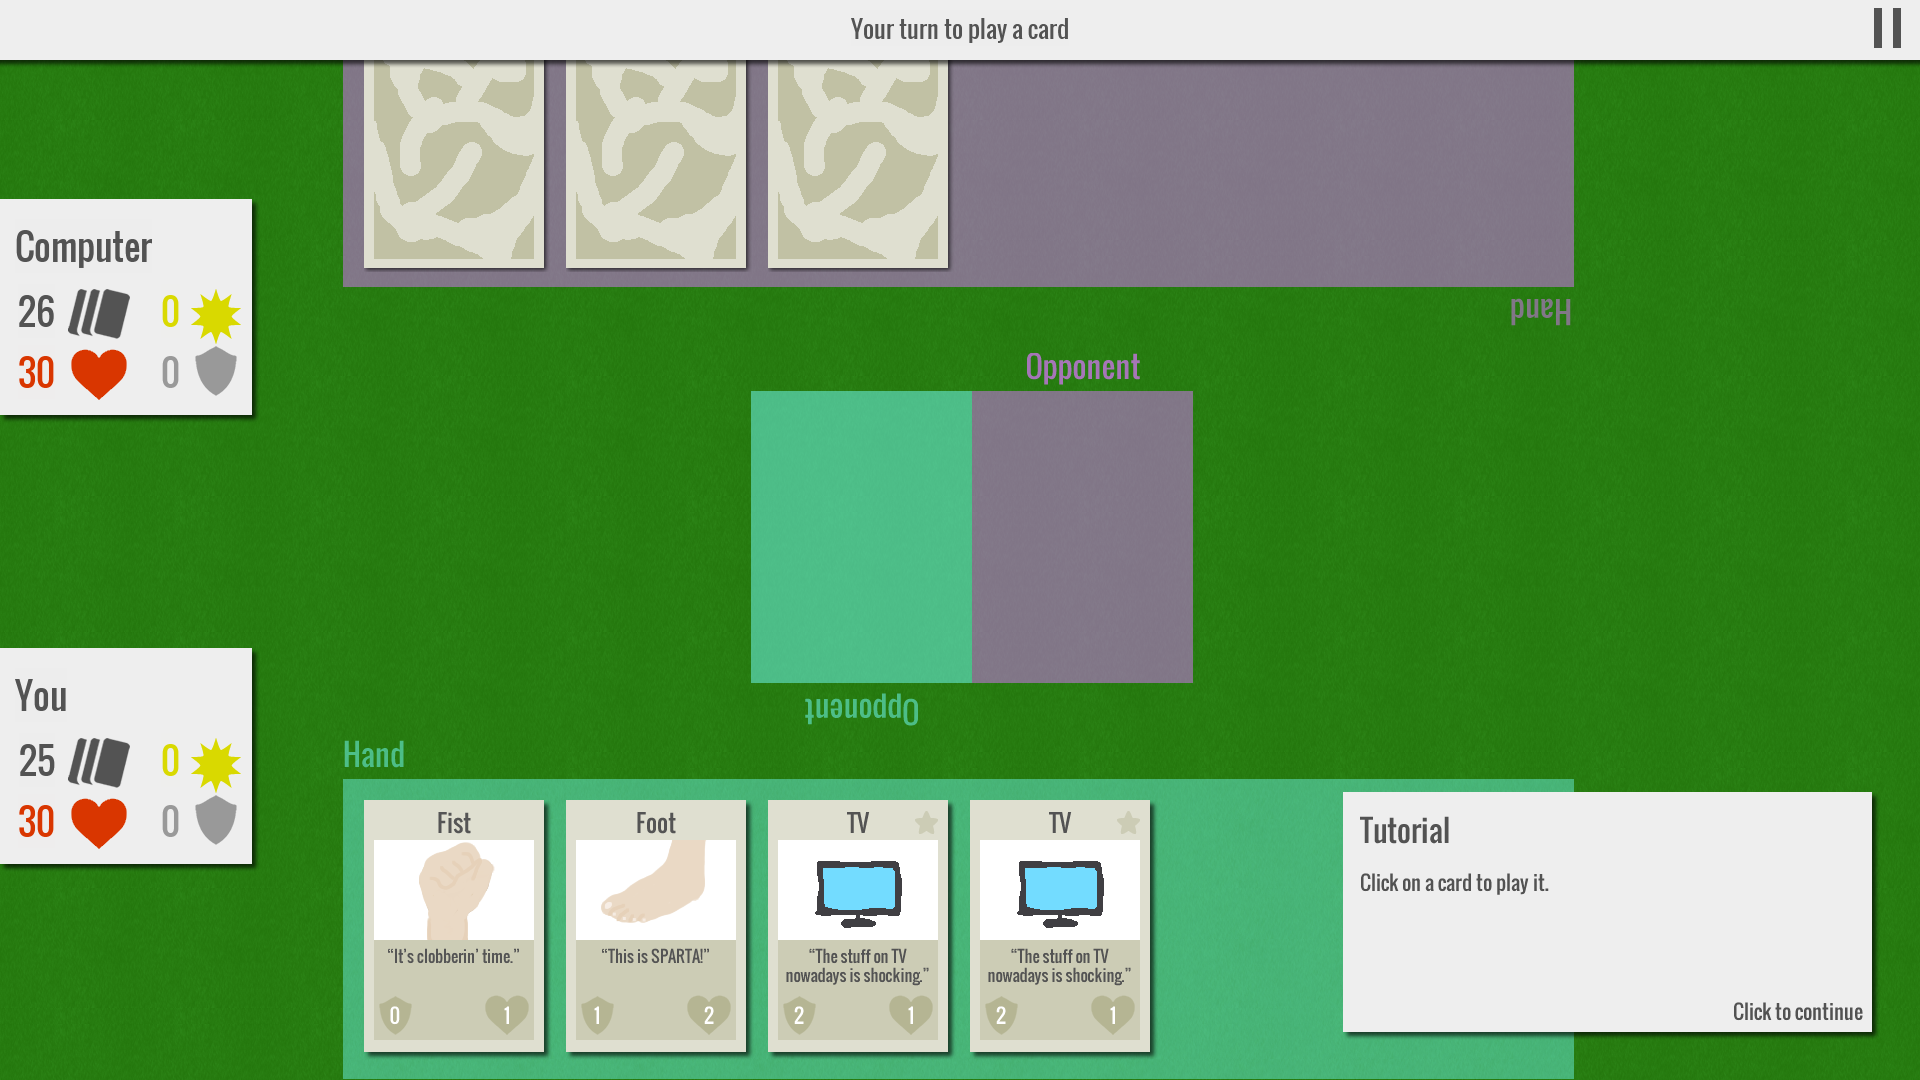 Your turn to play a card
Computer
26
0
30
0
Hand
Opponent
Opponent
You
25
0
30
0
Hand
Fist
“It's clobberin' time.”
0
1
Foot
“This is SPARTA!”
1
2
TV
“The stuff on TV
nowadays is shocking.”
2
1
TV
“The stuff on TV
nowadays is shocking.”
2
1
Tutorial
Click on a card to play it.
Click to continue